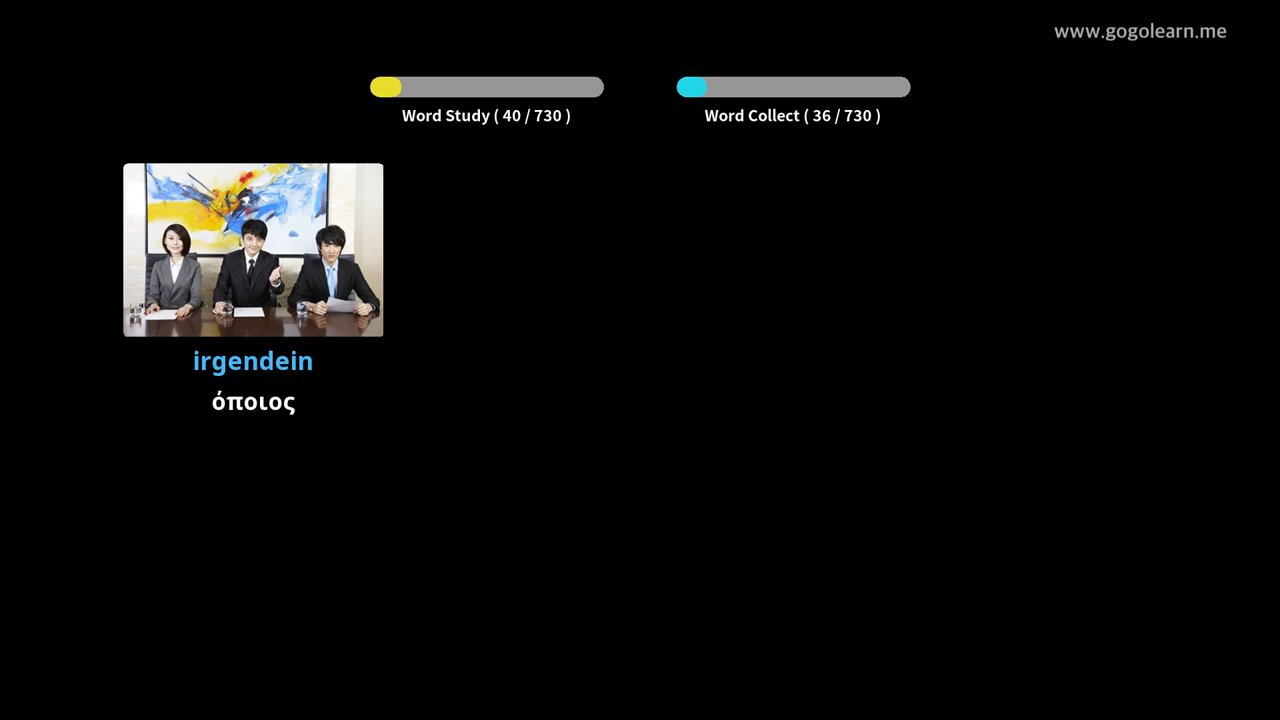 www.gogolearn.me
Word Study ( 40 / 730 )
Word Collect ( 36 / 730 )
irgendein
όποιος